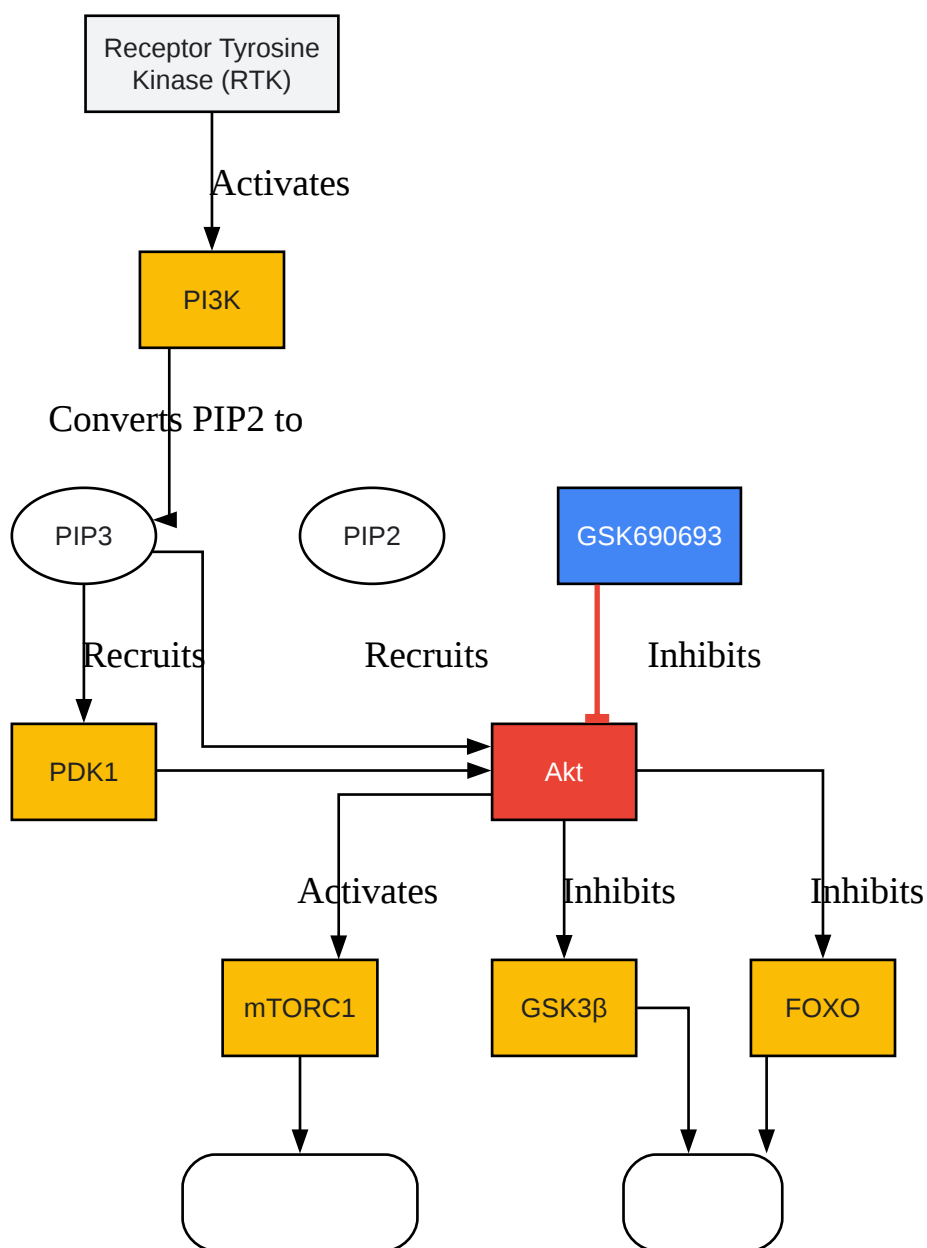 Receptor Tyrosine
Kinase (RTK)
Activates
PI3K
Converts PIP2 to
PIP3
PIP2
GSK690693
Recruits
Recruits
Inhibits
PDK1
Akt
Activates
Inhibits
Inhibits
mTORC1
GSK3β
FOXO